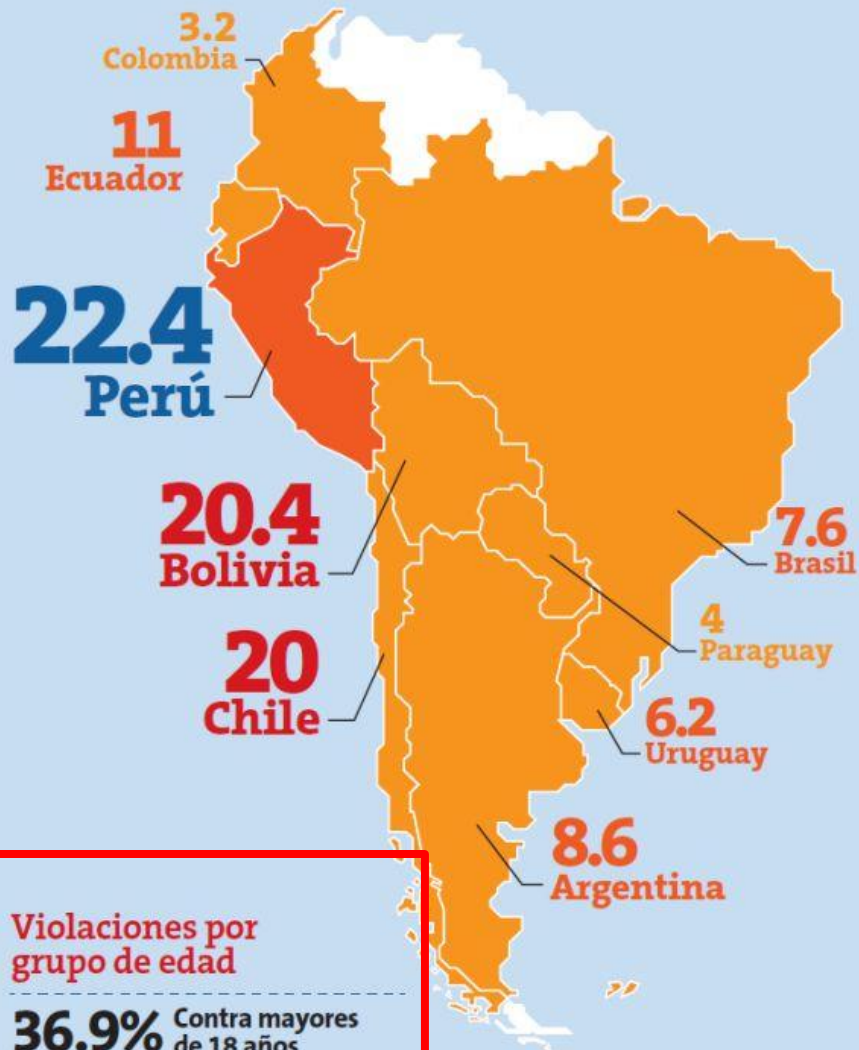 3.2
Colombia
11
Ecuador
22.4
Perú
20.4
Bolivia
20
Chile
7.6
Brasil
4
Paraguay
6.2
Uruguay
8.6
Argentina
Violaciones por
grupo de edad
36.9% Contra mayores
de 18 años